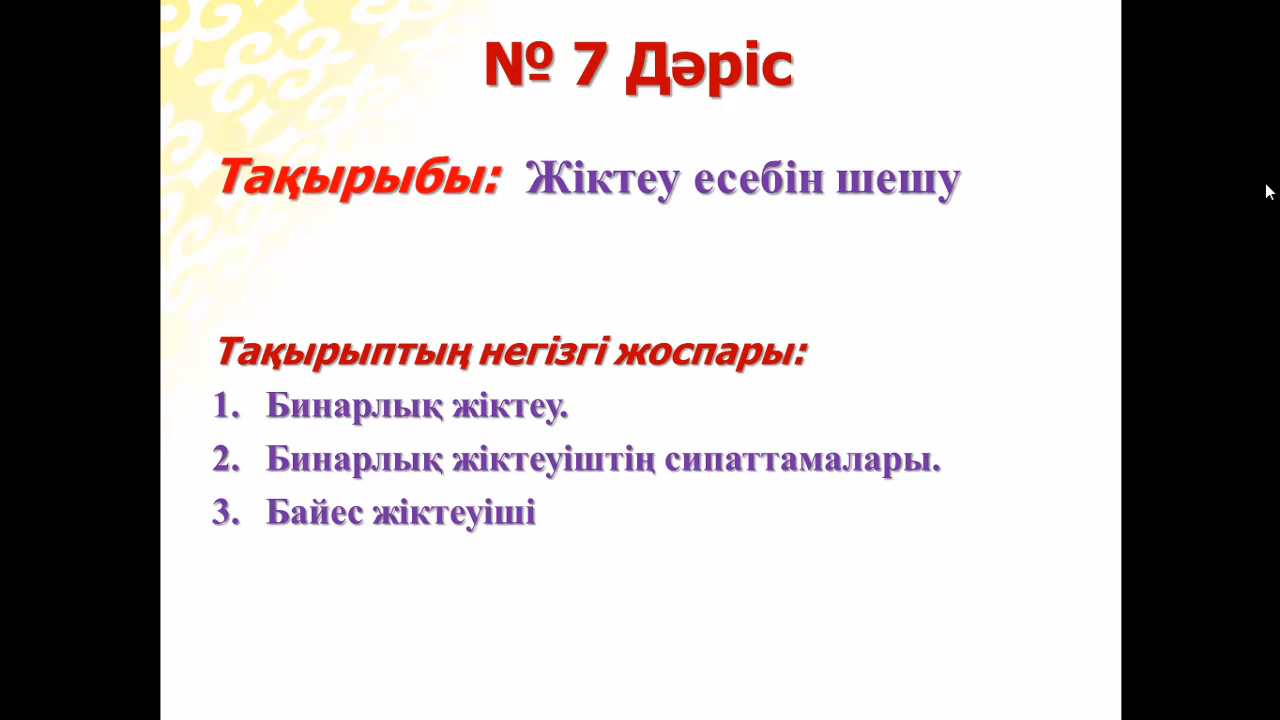 № 7 Дәріс
Тақырыбы: Жіктеу есебін шешу
Тақырыптың негізгі жоспары:
1. Бинарлық жіктеу.
2. Бинарлық жіктеуіштің сипаттамалары.
3. Байес жіктеуіші